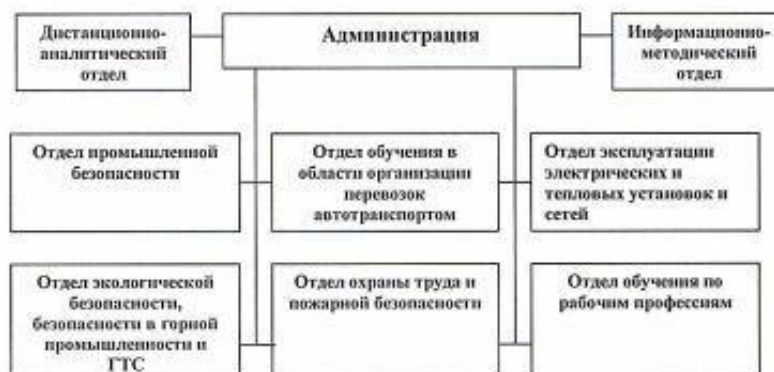 Дистанционно-
аналитический
отдел
Администрация
Информационно-
методический
отдел
Отдел промышленной
безопасности
Отдел обучения в
области организации
перевозок
автотранспортом
Отдел эксплуатации
электрических и
тепловых установок и
сетей
Отдел экологической
безопасности,
безопасности в горной
промышленности и
ГТС
Отдел охраны труда и
пожарной безопасности
Отдел обучения по
рабочим профессиям